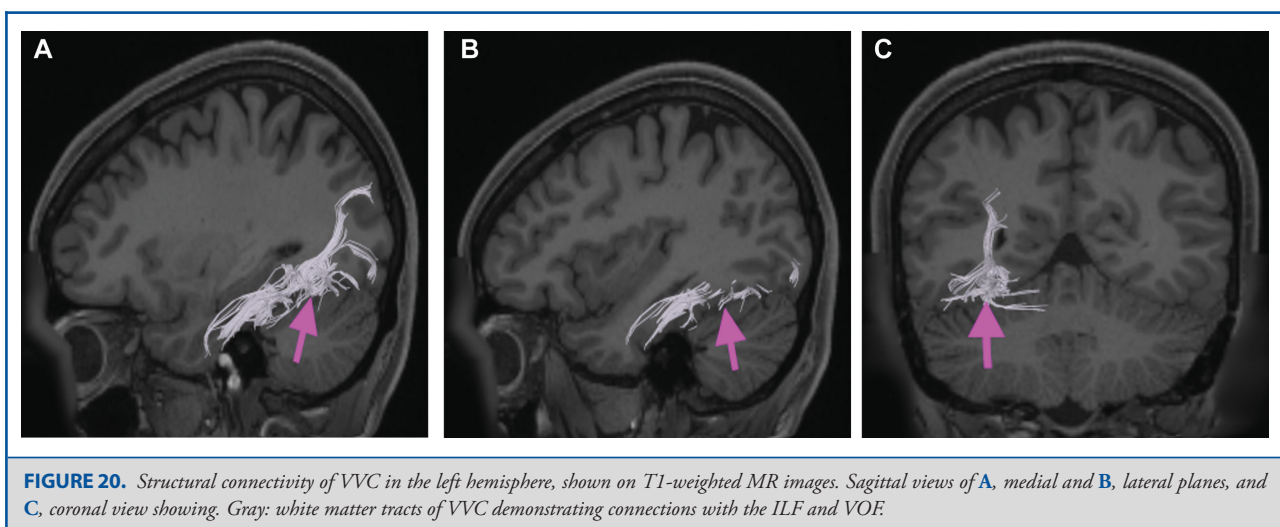 A
B
C
FIGURE 20. Structural connectivity of VVC in the left hemisphere, shown on T1-weighted MR images. Sagittal views of A, medial and B, lateral planes, and
C, coronal view showing. Gray: white matter tracts of VVC demonstrating connections with the ILF and VOF.